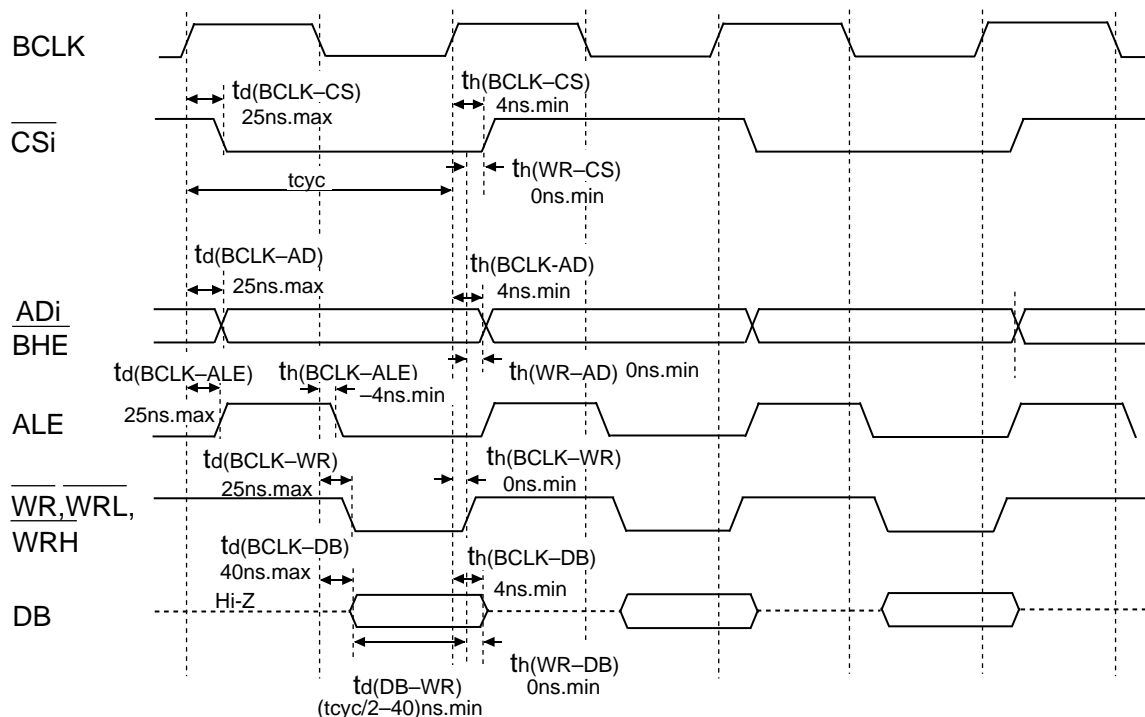 BCLK
td(BCLK–CS)
25ns.max
th(BCLK–CS)
4ns.min
CSi
th(WR–CS)
0ns.min
tcyc
td(BCLK–AD)
25ns.max
th(BCLK-AD)
4ns.min
ADi
BHE
th(WR–AD) 0ns.min
td(BCLK–ALE)
25ns.max
th(BCLK–ALE)
–4ns.min
ALE
td(BCLK–WR)
25ns.max
th(BCLK–WR)
0ns.min
WR,WRL,
WRH
td(BCLK–DB)
40ns.max
th(BCLK–DB)
4ns.min
Hi-Z
DB
th(WR–DB)
0ns.min
td(DB–WR)
(tcyc/2–40)ns.min